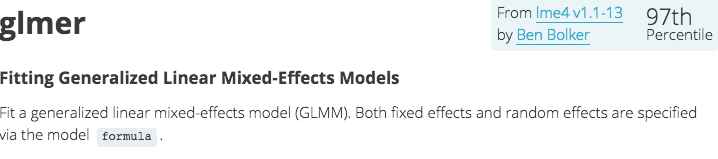 glmer
From lme4 v1.1-13
by Ben Bolker
97th
Percentile
Fitting Generalized Linear Mixed-Effects Models
Fit a generalized linear mixed-effects model (GLMM). Both fixed effects and random effects are specified
via the model formula .